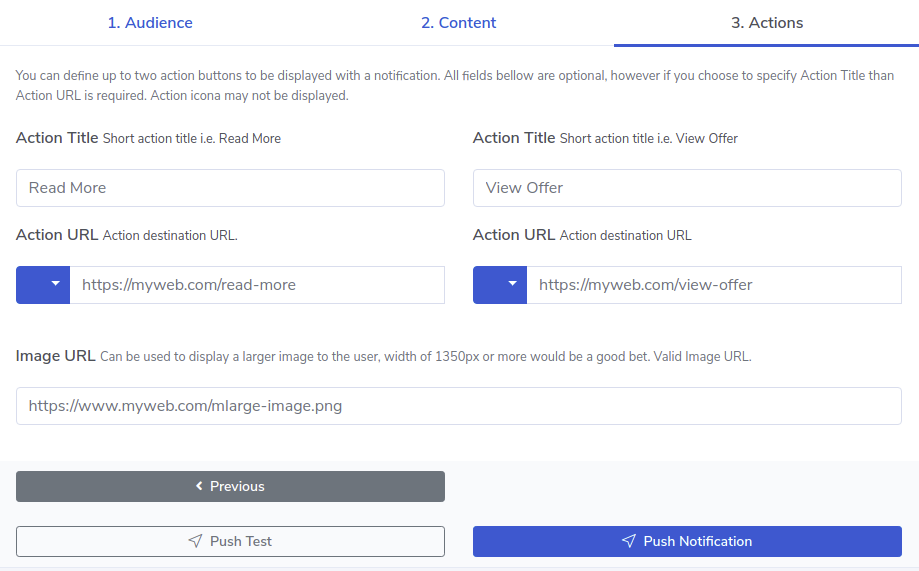 1. Audience
2. Content
3. Actions
You can define up to two action buttons to be displayed with a notification. All fields bellow are optional, however if you choose to specify Action Title than
Action URL is required. Action icona may not be displayed.
Action Title Short action title i.e. Read More
Action Title Short action title i.e. View Offer
Read More
View Offer
Action URL Action destination URL.
Action URL Action destination URL
https://myweb.com/read-more
https://myweb.com/view-offer
Image URL Can be used to display a larger image to the user, width of 1350px or more would be a good bet. Valid Image URL.
https://www.myweb.com/mlarge-image.png
Previous
Push Test
Push Notification